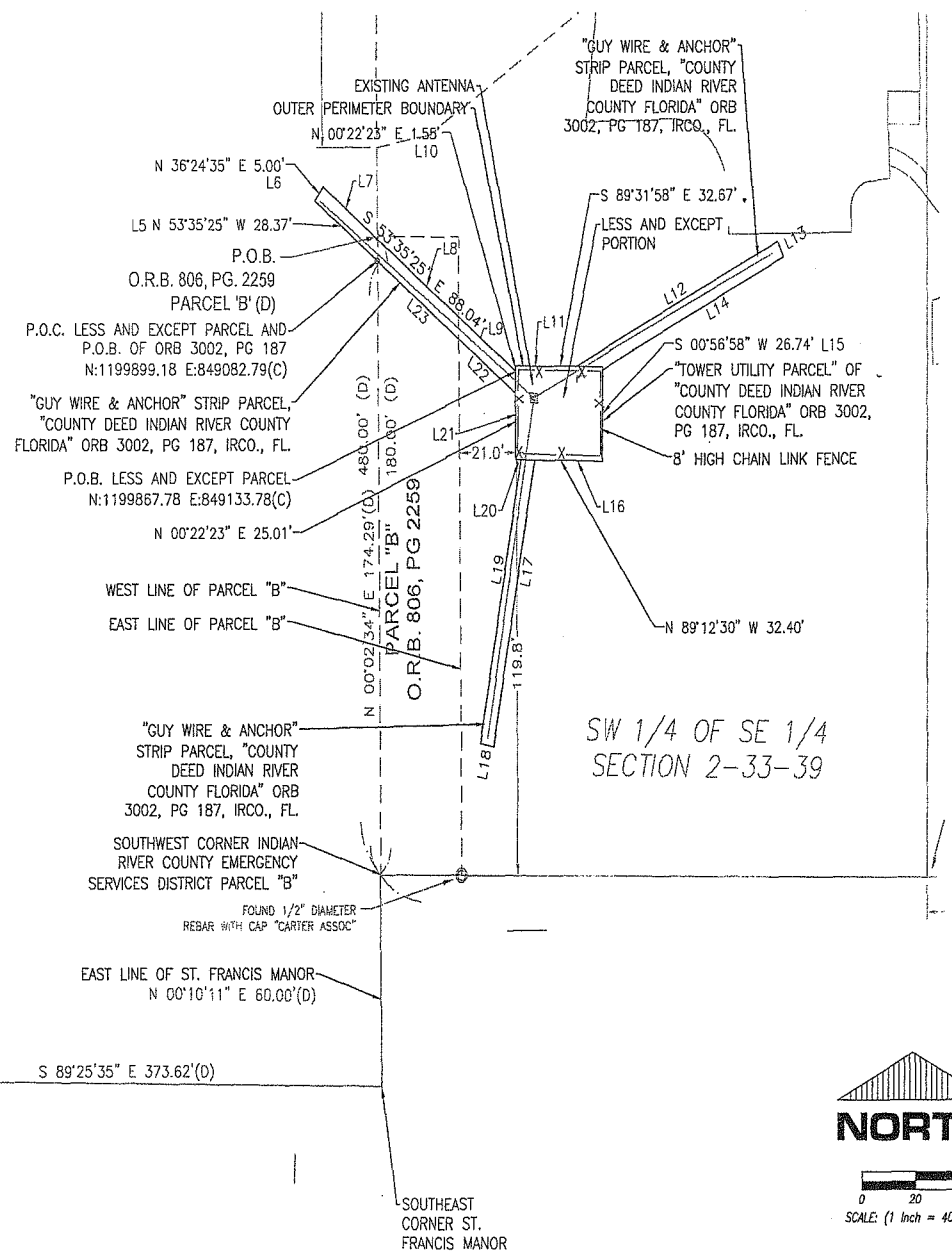 "GUY WIRE & ANCHOR"
STRIP PARCEL, "COUNTY
DEED INDIAN RIVER
COUNTY FLORIDA" ORB
3002, PG 187, IRCO., FL.
EXISTING ANTENNA
OUTER PERIMETER BOUNDARY
N 00°22'23" E 1.58'
L10
N 36°24'35" E 5.00'
L6
L7
L5 N 53°35'25" W 28.37'
S 53°35'25" E 88.04'
L8
S 89°31'58" E 32.67'
LESS AND EXCEPT
PORTION
L13
P.O.B.
O.R.B. 806, PG. 2259
PARCEL 'B' (D)
L12
L14
L23
L9
L11
P.O.C. LESS AND EXCEPT PARCEL AND
P.O.B. OF ORB 3002, PG 187
N:1199899.18 E:849082.79(C)
S 00°56'58" W 26.74' L15
L22
"TOWER UTILITY PARCEL" OF
"COUNTY DEED INDIAN RIVER
COUNTY FLORIDA" ORB 3002,
PG 187, IRCO., FL.
"GUY WIRE & ANCHOR" STRIP PARCEL,
"COUNTY DEED INDIAN RIVER COUNTY
FLORIDA" ORB 3002, PG 187, IRCO., FL.
X
X
X
X
X
X
L21
21.0'
8' HIGH CHAIN LINK FENCE
P.O.B. LESS AND EXCEPT PARCEL
N:1199867.78 E:849133.78(C)
L20
L16
N 00°22'23" E 25.01'
N 00°02'34" E 174.29'(D) 480.00' (D)
180.00' (D)
PARCEL "B"
O.R.B. 806, PG 2259
L19
L17
WEST LINE OF PARCEL "B"
EAST LINE OF PARCEL "B"
N 89°12'30" W 32.40'
119.8'
"GUY WIRE & ANCHOR"
STRIP PARCEL, "COUNTY
DEED INDIAN RIVER
COUNTY FLORIDA" ORB
3002, PG 187, IRCO., FL.
L18
SW 1/4 OF SE 1/4
SECTION 2-33-39
SOUTHWEST CORNER INDIAN
RIVER COUNTY EMERGENCY
SERVICES DISTRICT PARCEL "B"
FOUND 1/2" DIAMETER
REBAR WITH CAP "CARTER ASSOC"
EAST LINE OF ST. FRANCIS MANOR
N 00°10'11" E 60.00'(D)
S 89°25'35" E 373.62'(D)
NORT
0 20
SCALE: (1 Inch = 40
SOUTHEAST
CORNER ST.
FRANCIS MANOR